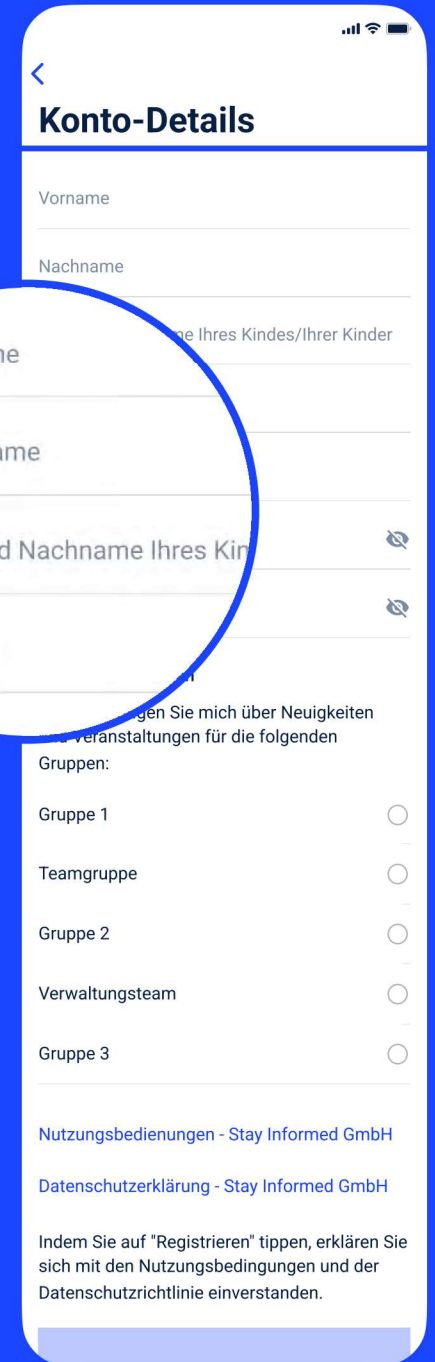 Konto-Details
Vorname
Nachname
me Ihres Kindes/Ihrer Kinder
ne
ame
d Nachname Ihres Kin
gen Sie mich über Neuigkeiten
und Veranstaltungen für die folgenden
Gruppen:
Gruppe 1
Teamgruppe
Gruppe 2
Verwaltungsteam
Gruppe 3
Nutzungsbedienungen - Stay Informed GmbH
Datenschutzerklärung - Stay Informed GmbH
Indem Sie auf "Registrieren" tippen, erklären Sie
sich mit den Nutzungsbedingungen und der
Datenschutzrichtlinie einverstanden.